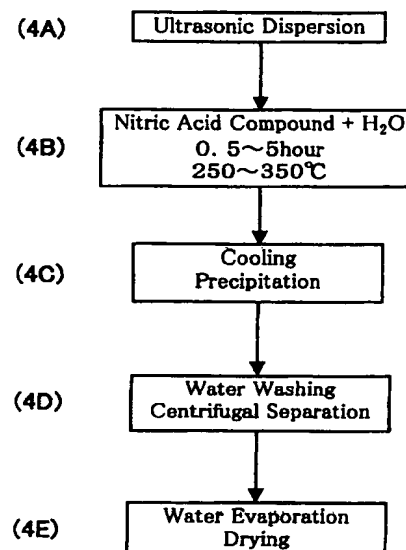 (4A) Ultrasonic Dispersion
(4B) Nitric Acid Compound + H₂O
0. 5～5hour
250～350℃
(4C) Cooling
Precipitation
(4D) Water Washing
Centrifugal Separation
(4E) Water Evaporation
Drying